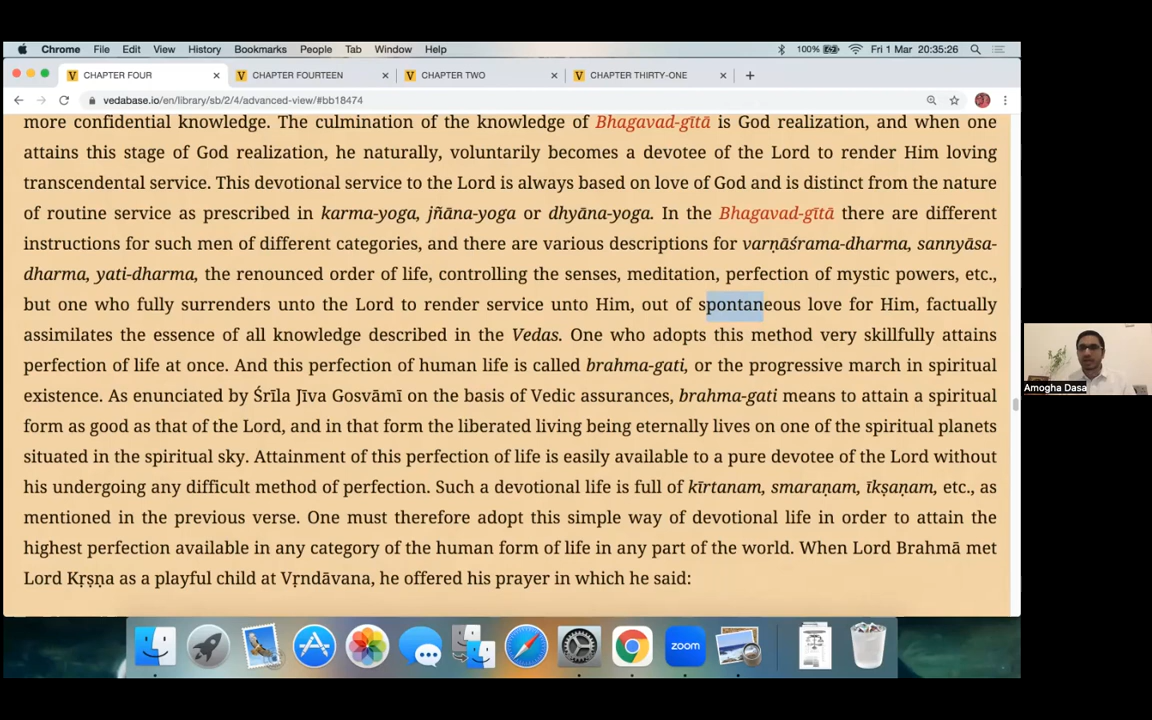 Chrome File Edit View History Bookmarks People Tab Window Help 100% Fri 1 Mar 20:35:26
CHAPTER FOUR CHAPTER FOURTEEN CHAPTER TWO CHAPTER THIRTY-ONE
vedabase.io/en/library/sb/2/4/advanced-view/#bb18474
more confidential knowledge. The culmination of the knowledge of Bhagavad-gītā is God realization, and when one
attains this stage of God realization, he naturally, voluntarily becomes a devotee of the Lord to render Him loving
transcendental service. This devotional service to the Lord is always based on love of God and is distinct from the nature
of routine service as prescribed in karma-yoga, jñāna-yoga or dhyāna-yoga. In the Bhagavad-gītā there are different
instructions for such men of different categories, and there are various descriptions for varṇāśrama-dharma, sannyāsa-
dharma, yati-dharma, the renounced order of life, controlling the senses, meditation, perfection of mystic powers, etc.,
but one who fully surrenders unto the Lord to render service unto Him, out of spontaneous love for Him, factually
assimilates the essence of all knowledge described in the Vedas. One who adopts this method very skillfully attains
perfection of life at once. And this perfection of human life is called brahma-gati, or the progressive march in spiritual
existence. As enunciated by Śrīla Jīva Gosvāmī on the basis of Vedic assurances, brahma-gati means to attain a spiritual
form as good as that of the Lord, and in that form the liberated living being eternally lives on one of the spiritual planets
situated in the spiritual sky. Attainment of this perfection of life is easily available to a pure devotee of the Lord without
his undergoing any difficult method of perfection. Such a devotional life is full of kīrtanam, smaraṇam, īkṣaṇam, etc., as
mentioned in the previous verse. One must therefore adopt this simple way of devotional life in order to attain the
highest perfection available in any category of the human form of life in any part of the world. When Lord Brahmā met
Lord Kṛṣṇa as a playful child at Vṛndāvana, he offered his prayer in which he said:
Amogha Dasa
zoom